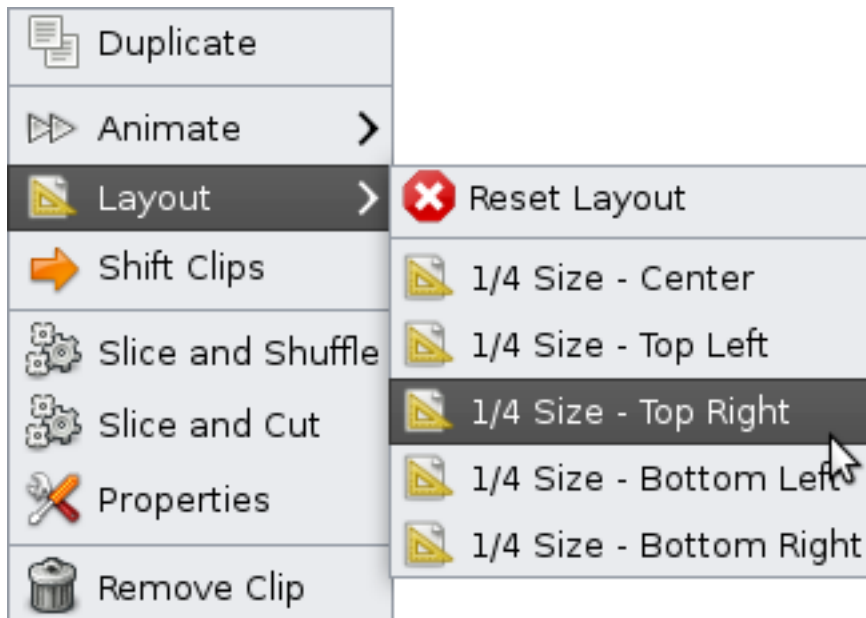 Duplicate
Animate
Layout
Shift Clips
Slice and Shuffle
Slice and Cut
Properties
Remove Clip
Reset Layout
1/4 Size - Center
1/4 Size - Top Left
1/4 Size - Top Right
1/4 Size - Bottom Left
1/4 Size - Bottom Right